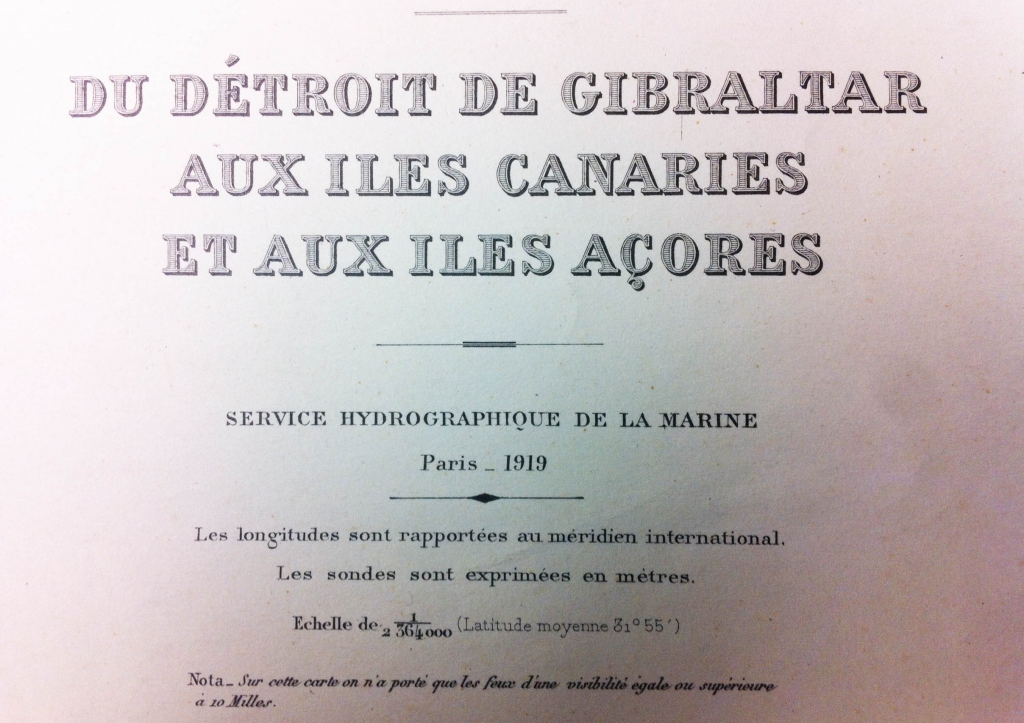 DU DÉTROIT DE GIBRALTAR
AUX ILES CANARIES
ET AUX ILES AÇORES
SERVICE HYDROGRAPHIQUE DE LA MARINE
Paris _ 1919
Les longitudes sont rapportées au méridien international.
Les sondes sont exprimées en mètres.
Echelle de 1/2 364000 (Latitude moyenne 31° 55′)
Nota _ Sur cette carte on n'a porté que les feux d'une visibilité égale ou supérieure
à 10 Milles.